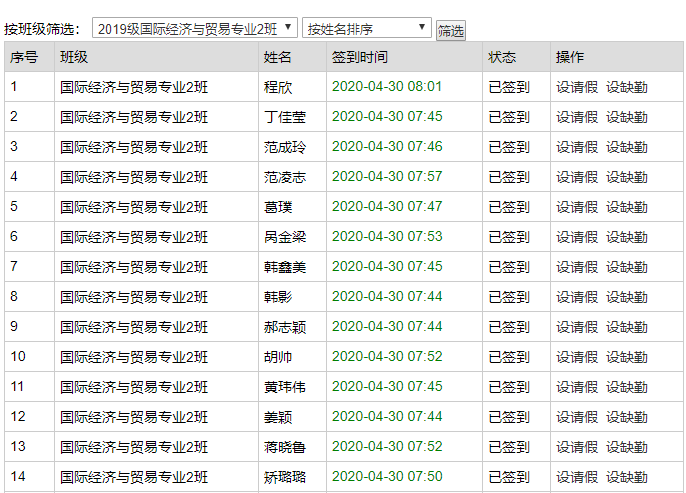 按班级筛选： 2019级国际经济与贸易专业2班 按姓名排序 筛选
序号 班级 姓名 签到时间 状态 操作
1 国际经济与贸易专业2班 程欣 2020-04-30 08:01 已签到 设请假 设缺勤
2 国际经济与贸易专业2班 丁佳莹 2020-04-30 07:45 已签到 设请假 设缺勤
3 国际经济与贸易专业2班 范成玲 2020-04-30 07:46 已签到 设请假 设缺勤
4 国际经济与贸易专业2班 范凌志 2020-04-30 07:57 已签到 设请假 设缺勤
5 国际经济与贸易专业2班 葛璞 2020-04-30 07:47 已签到 设请假 设缺勤
6 国际经济与贸易专业2班 呙金梁 2020-04-30 07:53 已签到 设请假 设缺勤
7 国际经济与贸易专业2班 韩鑫美 2020-04-30 07:45 已签到 设请假 设缺勤
8 国际经济与贸易专业2班 韩影 2020-04-30 07:44 已签到 设请假 设缺勤
9 国际经济与贸易专业2班 郝志颖 2020-04-30 07:44 已签到 设请假 设缺勤
10 国际经济与贸易专业2班 胡帅 2020-04-30 07:52 已签到 设请假 设缺勤
11 国际经济与贸易专业2班 黄玮伟 2020-04-30 07:45 已签到 设请假 设缺勤
12 国际经济与贸易专业2班 姜颖 2020-04-30 07:44 已签到 设请假 设缺勤
13 国际经济与贸易专业2班 蒋晓鲁 2020-04-30 07:52 已签到 设请假 设缺勤
14 国际经济与贸易专业2班 矫璐璐 2020-04-30 07:50 已签到 设请假 设缺勤